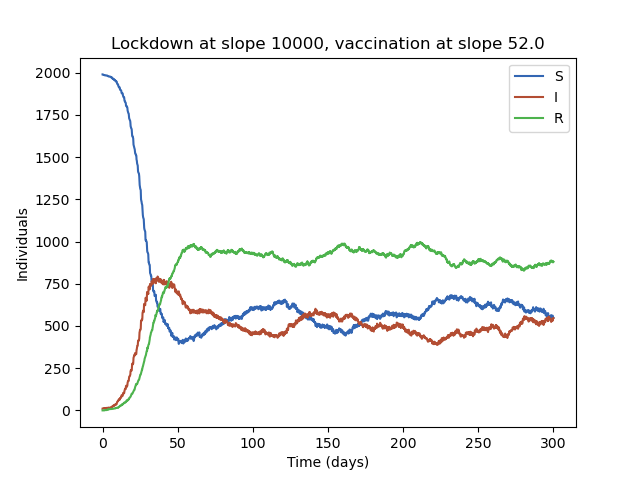 Lockdown at slope 10000, vaccination at slope 52.0
S
I
R
2000
1750
1500
1250
1000
750
500
250
0
Individuals
0 50 100 150 200 250 300
Time (days)